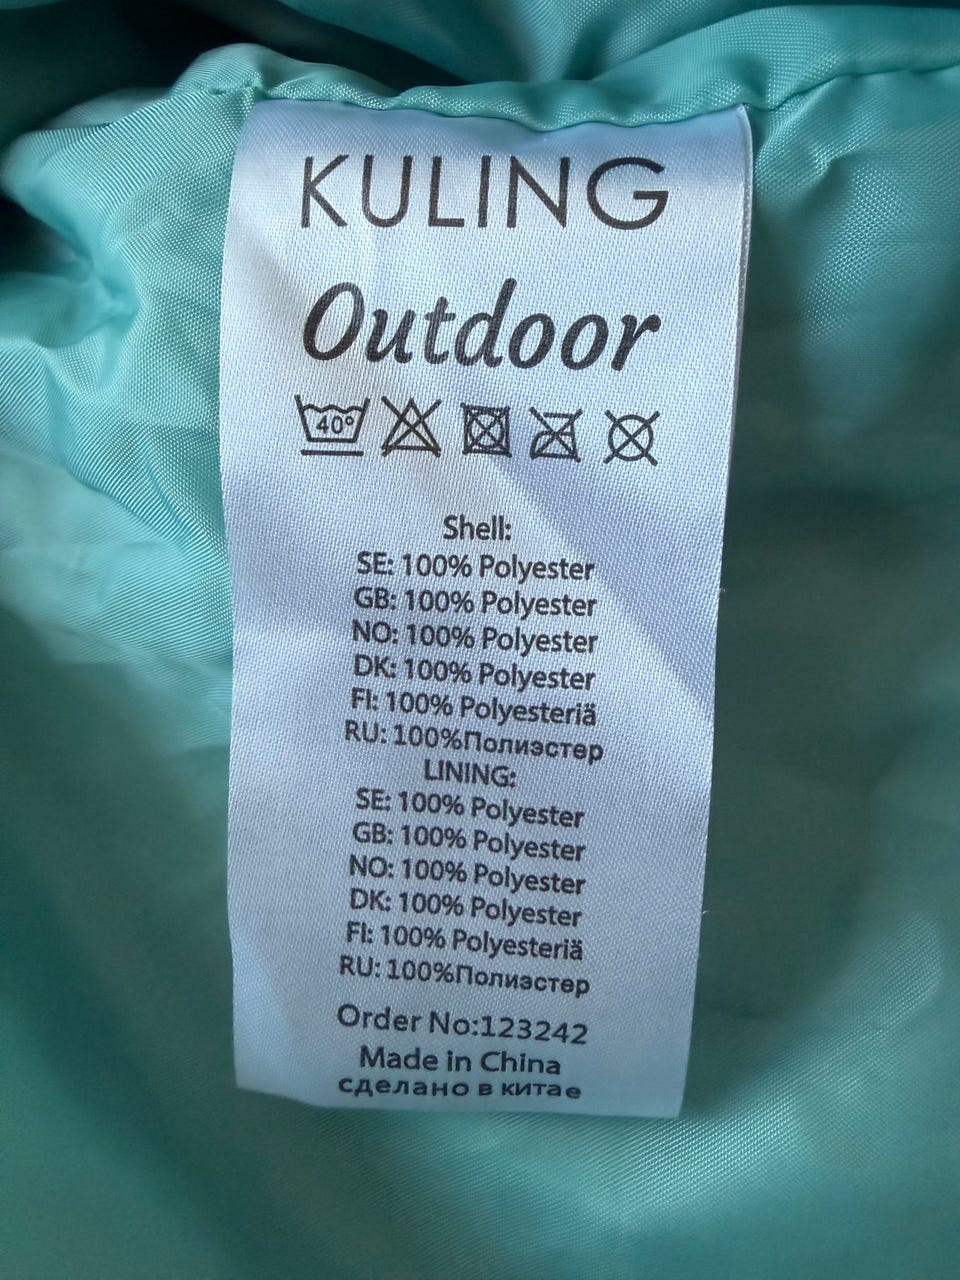 KULING
Outdoor
40°
Shell:
SE: 100% Polyester
GB: 100% Polyester
NO: 100% Polyester
DK: 100% Polyester
FI: 100% Polyesteriä
RU: 100%Полиэстер
LINING:
SE: 100% Polyester
GB: 100% Polyester
NO: 100% Polyester
DK: 100% Polyester
FI: 100% Polyesteriä
RU: 100%Полиэстер
Order No:123242
Made in China
сделано в китае